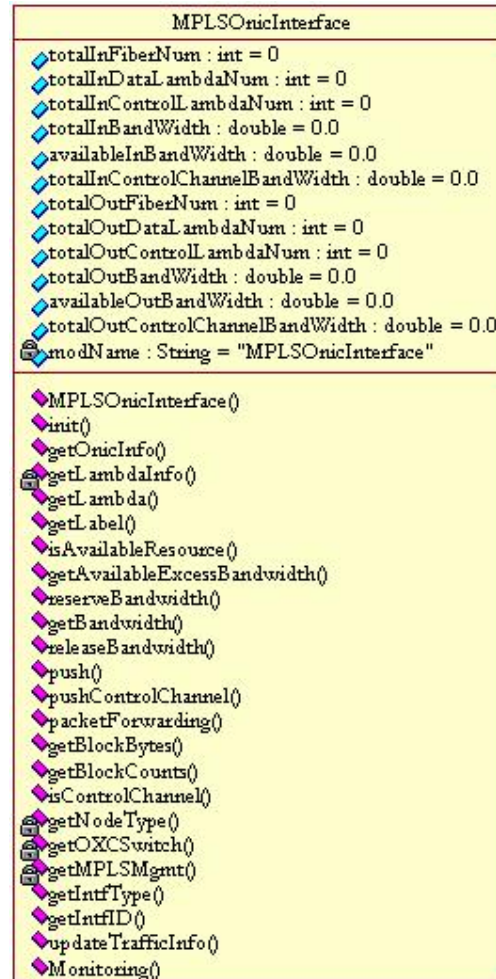 MPLSOnicInterface
totalInFiberNum : int = 0
totalInDataLambdaNum : int = 0
totalInControlLambdaNum : int = 0
totalInBandWidth : double = 0.0
availableInBandWidth : double = 0.0
totalInControlChannelBandWidth : double = 0.0
totalOutFiberNum : int = 0
totalOutDataLambdaNum : int = 0
totalOutControlLambdaNum : int = 0
totalOutBandWidth : double = 0.0
availableOutBandWidth : double = 0.0
totalOutControlChannelBandWidth : double = 0.0
modName : String = "MPLSOnicInterface"
MPLSOnicInterface()
init()
getOnicInfo()
getLambdaInfo()
getLambda()
getLabel()
isAvailableResource()
getAvailableExcessBandwidth()
reserveBandwidth()
getBandwidth()
releaseBandwidth()
push()
pushControlChannel()
packetForwarding()
getBlockBytes()
getBlockCounts()
isControlChannel()
getNodeType()
getOXCSwitch()
getMPLSMgmt()
getIntfType()
getIntfID()
updateTrafficInfo()
Monitoring()